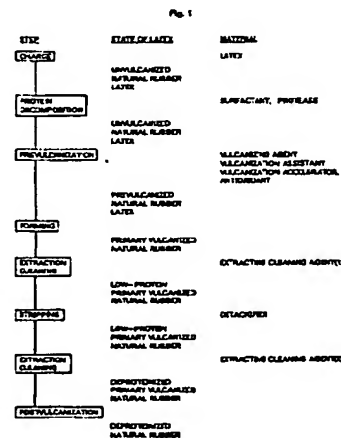 Fig. 1
STEP STATE OF LATEX MATERIAL
CHARGE LATEX
UNVULCANIZED
NATURAL RUBBER
LATEX
PROTEIN
DECOMPOSITION SURFACTANT, PROTEASE
UNVULCANIZED
NATURAL RUBBER
LATEX
PREVULCANIZATION VULCANIZING AGENT
VULCANIZATION ASSISTANT
VULCANIZATION ACCELERATOR,
ANTIOXIDANT
PREVULCANIZED
NATURAL RUBBER
LATEX
FORMING
PRIMARY VULCANIZED
NATURAL RUBBER
EXTRACTION
CLEANING EXTRACTING CLEANING AGENT(S)
LOW-PROTEIN
PRIMARY VULCANIZED
NATURAL RUBBER
STRIPPING DETACKIFIER
LOW-PROTEIN
PRIMARY VULCANIZED
NATURAL RUBBER
EXTRACTION
CLEANING EXTRACTING CLEANING AGENT(S)
DEPROTEINIZED
PRIMARY VULCANIZED
NATURAL RUBBER
POSTVULCANIZATION
DEPROTEINIZED
NATURAL RUBBER